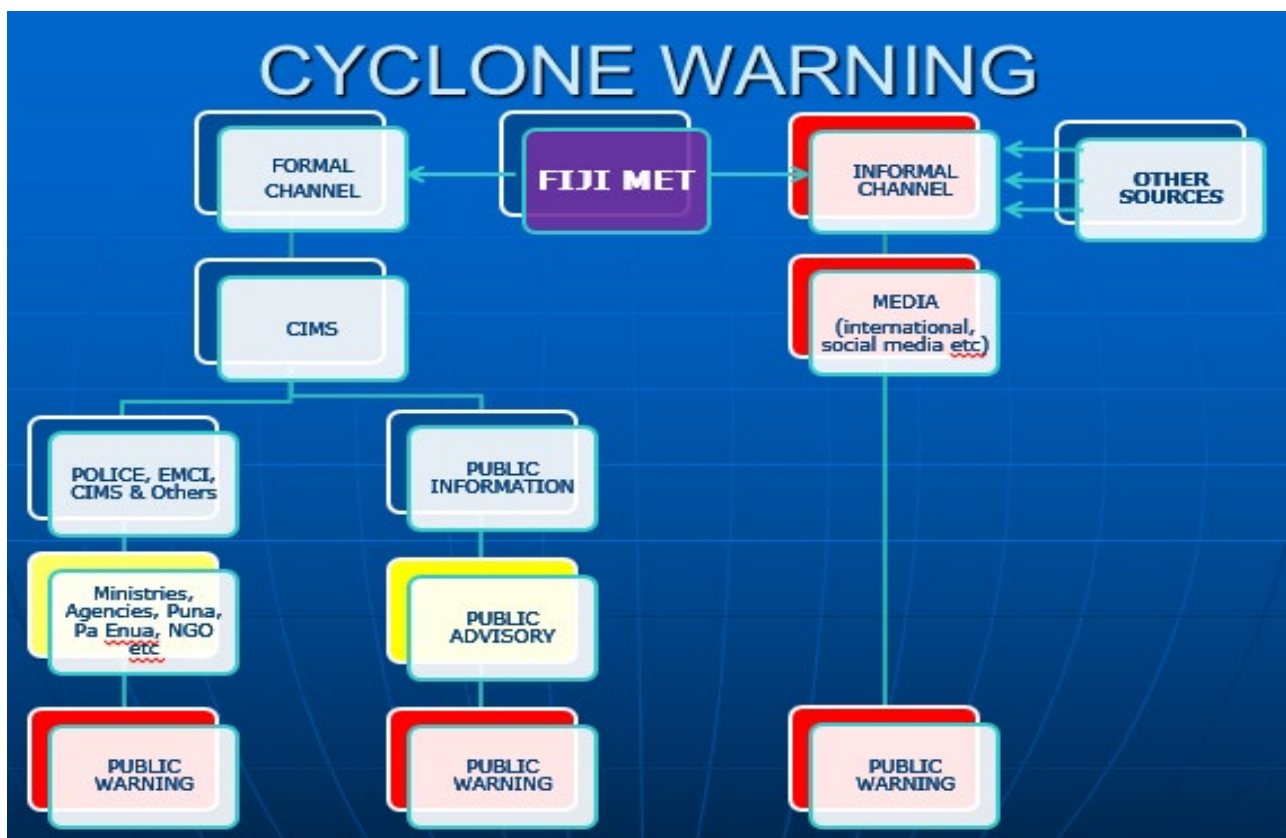 CYCLONE WARNING
FORMAL
CHANNEL
FIJI MET
INFORMAL
CHANNEL
OTHER
SOURCES
CIMS
MEDIA
(international,
social media etc)
POLICE, EMCI,
CIMS & Others
PUBLIC
INFORMATION
Ministries,
Agencies, Puna,
Pa Enua, NGO
etc
PUBLIC
ADVISORY
PUBLIC
WARNING
PUBLIC
WARNING
PUBLIC
WARNING